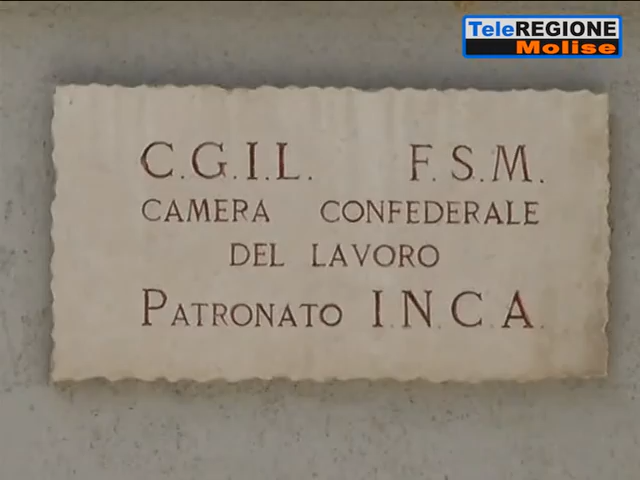 TeleREGIONE
Molise
C.G.I.L. F.S.M.
CAMERA CONFEDERALE
DEL LAVORO
PATRONATO I.N.C.A.